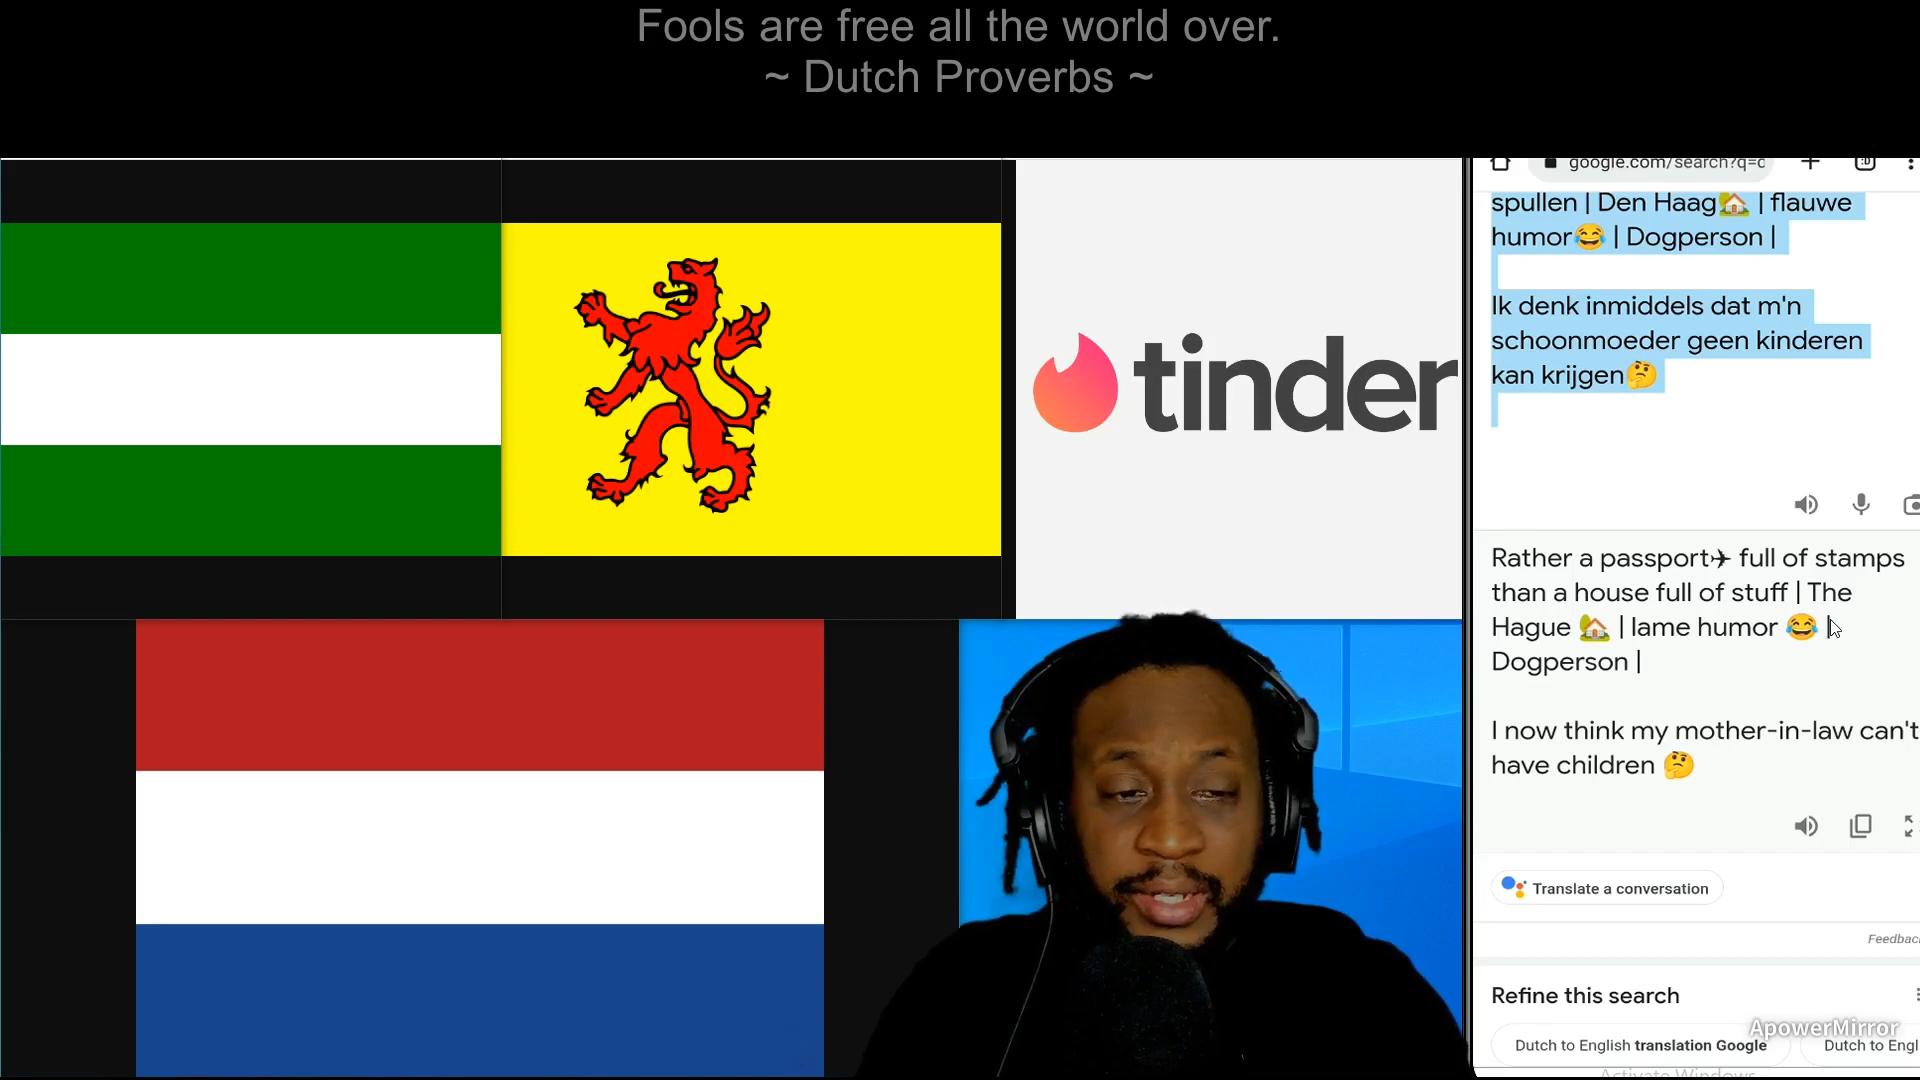 Fools are free all the world over.
~ Dutch Proverbs ~
tinder
google.com/search?q=c
spullen | Den Haag🏡 | flauwe
humor😂 | Dogperson |
Ik denk inmiddels dat m'n
schoonmoeder geen kinderen
kan krijgen🤔
Rather a passport✈ full of stamps
than a house full of stuff | The
Hague 🏡 | lame humor 😂 |
Dogperson |
I now think my mother-in-law can't
have children 🤔
Translate a conversation
Feedbac
Refine this search
ApowerMirror
Dutch to English translation Google
Dutch to Engl
Activate Windows